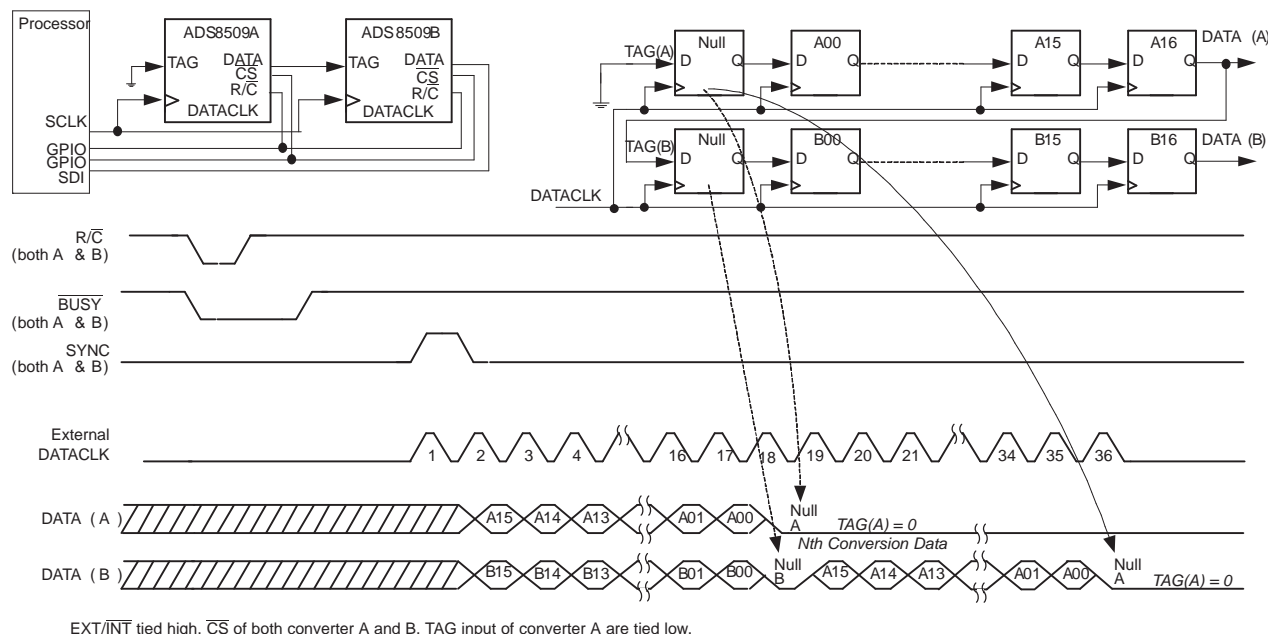 Processor
ADS8509A
TAG
DATA
CS
R/C
DATACLK
ADS8509B
TAG
DATA
CS
R/C
DATACLK
SCLK
GPIO
GPIO
SDI
TAG(A)
Null
D
Q
A00
D
Q
A15
D
Q
A16
D
Q
DATA (A)
TAG(B)
Null
D
Q
B00
D
Q
B15
D
Q
B16
D
Q
DATA (B)
DATACLK
R/C
(both A & B)
BUSY
(both A & B)
SYNC
(both A & B)
External
DATACLK
1 2 3 4 16 17 18 19 20 21 34 35 36
DATA (A)
A15 A14 A13 A01 A00
Null
A
TAG(A) = 0
Nth Conversion Data
DATA (B)
B15 B14 B13 B01 B00
Null
B
A15 A14 A13 A01 A00
Null
A
TAG(A) = 0
EXT/INT tied high, CS of both converter A and B, TAG input of converter A are tied low.